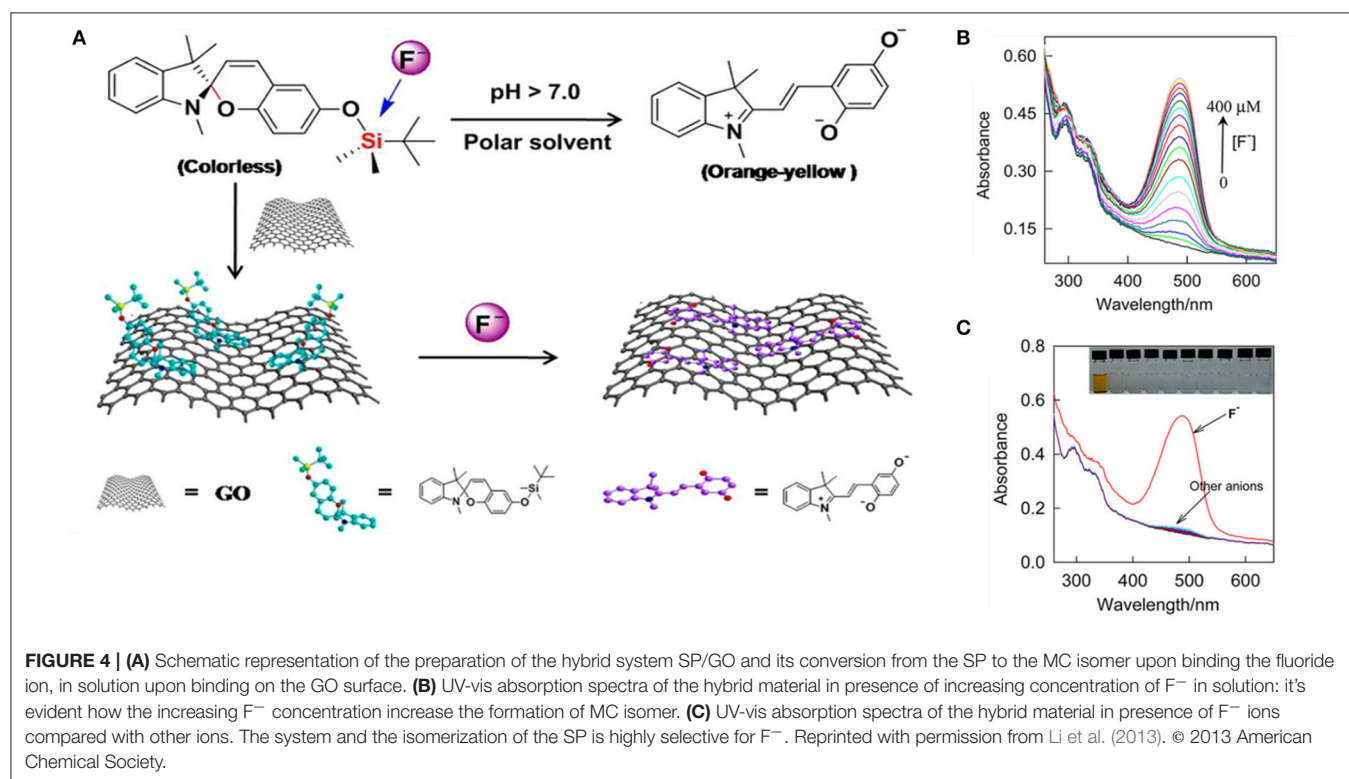 A
F⁻
O
N
O
Si
(Colorless)
pH > 7.0
Polar solvent
O⁻
N
+
O⁻
(Orange-yellow )
F⁻
= GO
=
N
O
O
Si
=
N
+
O⁻
O⁻
B
0.60
0.45
0.30
0.15
Absorbance
400 μM
[F⁻]
0
300 400 500 600
Wavelength/nm
C
0.8
0.6
0.4
0.2
0.0
Absorbance
F⁻
Other anions
300 400 500 600
Wavelength/nm
FIGURE 4 | (A) Schematic representation of the preparation of the hybrid system SP/GO and its conversion from the SP to the MC isomer upon binding the fluoride
ion, in solution upon binding on the GO surface. (B) UV-vis absorption spectra of the hybrid material in presence of increasing concentration of F⁻ in solution: it's
evident how the increasing F⁻ concentration increase the formation of MC isomer. (C) UV-vis absorption spectra of the hybrid material in presence of F⁻ ions
compared with other ions. The system and the isomerization of the SP is highly selective for F⁻. Reprinted with permission from Li et al. (2013). © 2013 American
Chemical Society.